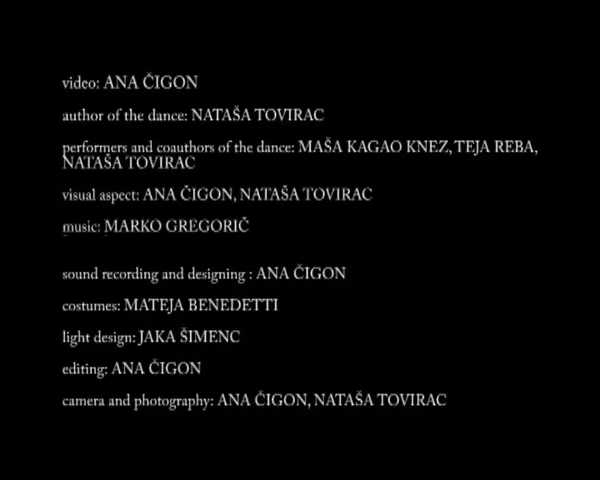 video: ANA ČIGON
author of the dance: NATAŠA TOVIRAC
performers and coauthors of the dance: MAŠA KAGAO KNEZ, TEJA REBA,
NATAŠA TOVIRAC
visual aspect: ANA ČIGON, NATAŠA TOVIRAC
music: MARKO GREGORIČ
sound recording and designing : ANA ČIGON
costumes: MATEJA BENEDETTI
light design: JAKA ŠIMENC
editing: ANA ČIGON
camera and photography: ANA ČIGON, NATAŠA TOVIRAC